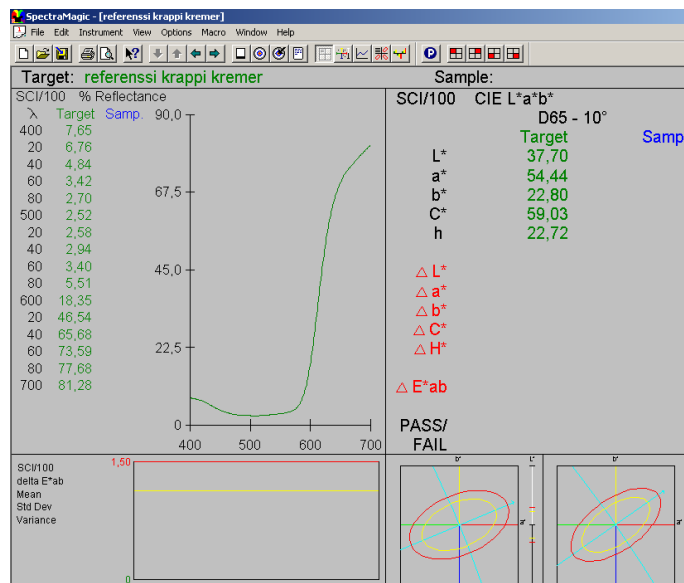 SpectraMagic - [referenssi krappi kremer]
File Edit Instrument View Options Macro Window Help
Target: referenssi krappi kremer Sample:
SCI/100 % Reflectance
λ Target Samp.
400 7,65
20 6,76
40 4,84
60 3,42
80 2,70
500 2,52
20 2,58
40 2,94
60 3,40
80 5,51
600 18,35
20 46,54
40 65,68
60 73,59
80 77,68
700 81,28
90,0
67,5
45,0
22,5
0
400 500 600 700
SCI/100 CIE L*a*b*
D65 - 10°
Target Samp
L* 37,70
a* 54,44
b* 22,80
C* 59,03
h 22,72
△ L*
△ a*
△ b*
△ C*
△ H*
△ E*ab
PASS/
FAIL
SCI/100
delta E*ab
Mean
Std Dev
Variance
1,50
0
b* L* b*
a* a*